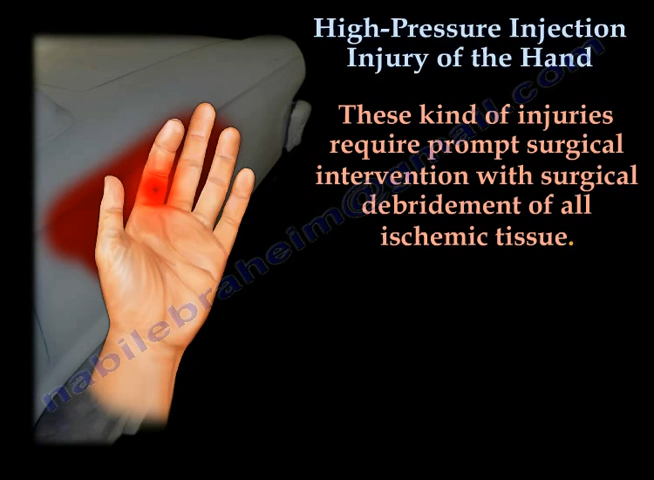 High-Pressure Injection
Injury of the Hand
These kind of injuries
require prompt surgical
intervention with surgical
debridement of all
ischemic tissue.
nabilebraheim@gmail.com